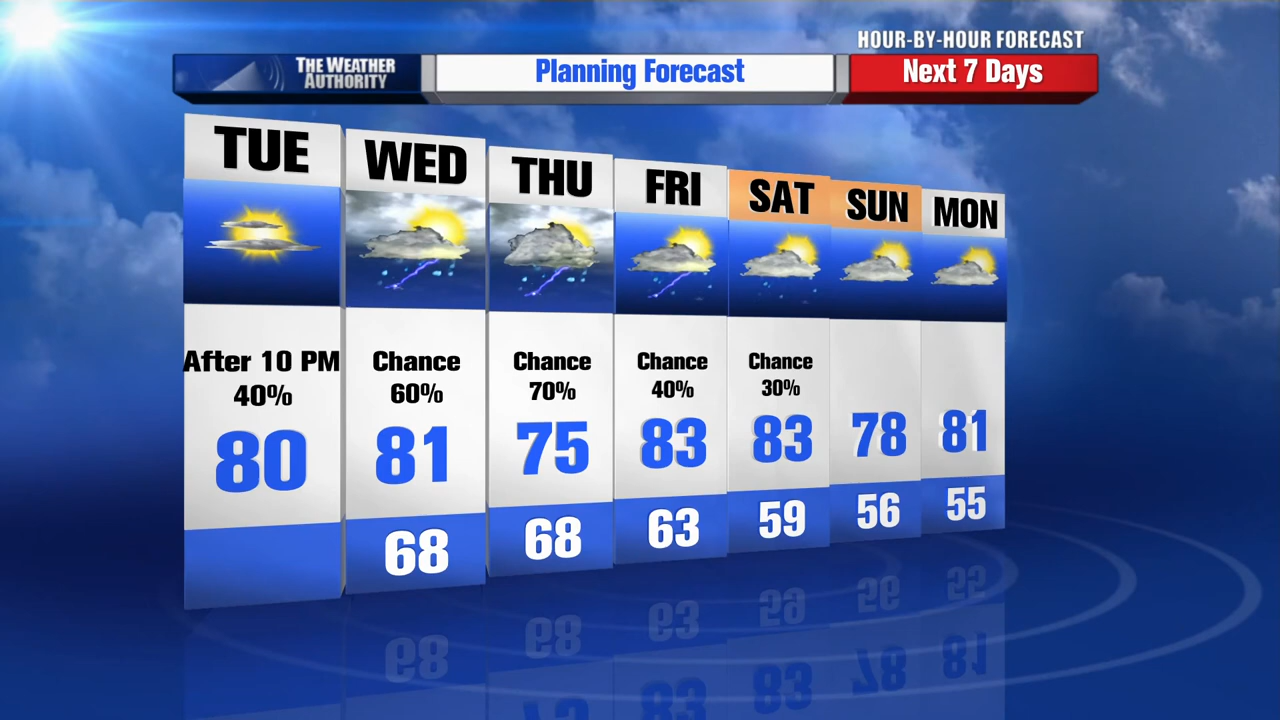 HOUR-BY-HOUR FORECAST
THE WEATHER
AUTHORITY
Planning Forecast
Next 7 Days
TUE
After 10 PM
40%
80
WED
Chance
60%
81
68
THU
Chance
70%
75
68
FRI
Chance
40%
83
63
SAT
Chance
30%
83
59
SUN
78
56
MON
81
55